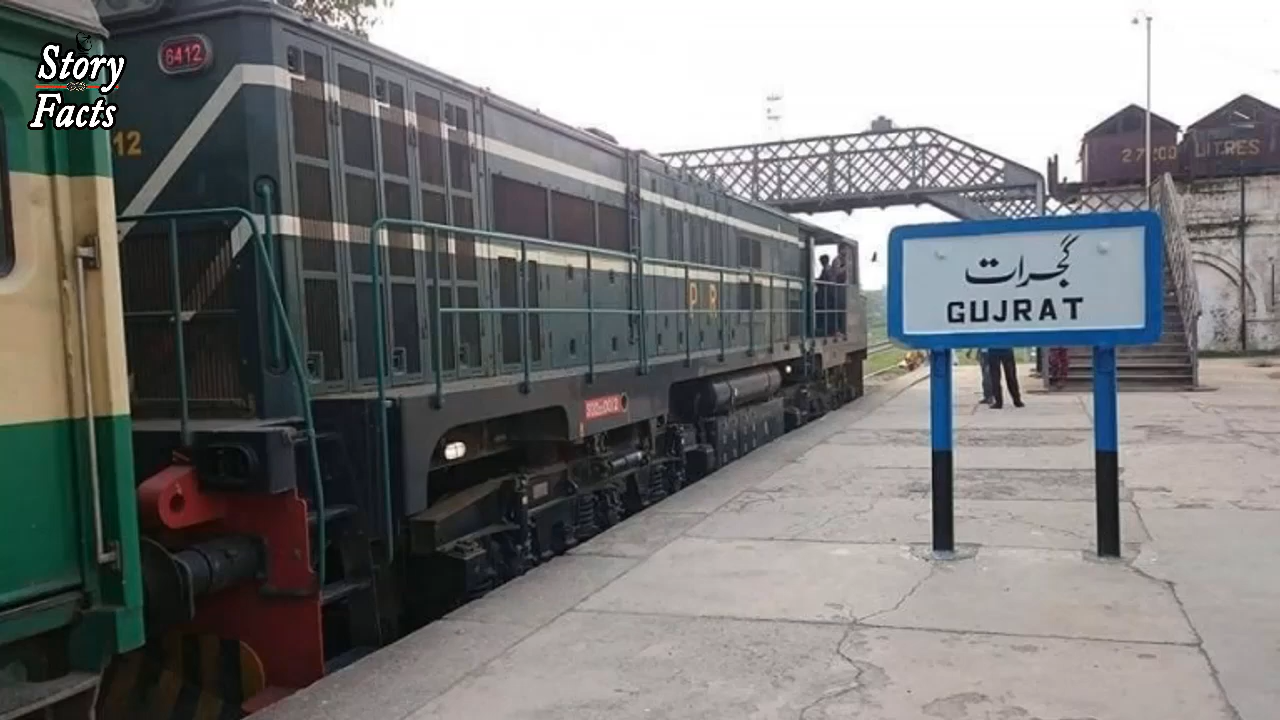 Story
Facts
6412
12
P R
گجرات
GUJRAT
27200 LITRES